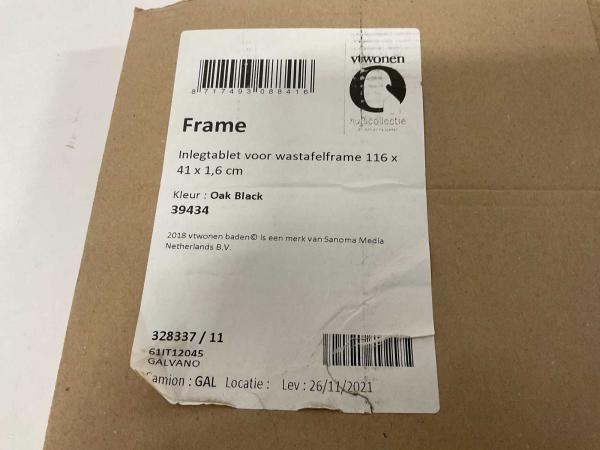 vtwonen
8 717493 088416
huiscollectie
Frame
Inlegtablet voor wastafelframe 116 x
41 x 1,6 cm
Kleur : Oak Black
39434
2018 vtwonen baden© is een merk van Sanoma Media
Netherlands B.V.
328337 / 11
61IT12045
GALVANO
Camion : GAL Locatie : Lev : 26/11/2021